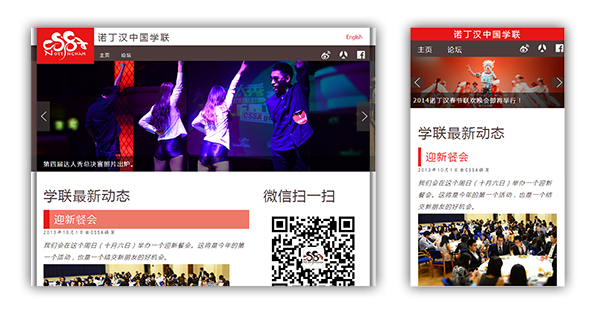 CSSA
NOTTINGHAM
诺丁汉中国学联
English
主页 论坛
第四届达人秀总决赛照片出炉。
学联最新动态
迎新餐会
2013年10月1日 由CSSA研发
我们会在这个周日（十月六日）举办一个迎新餐会。这将是今年的第
一个活动，也是一个结交新朋友的好机会。
微信扫一扫
诺丁汉中国学联
主页 论坛
2014诺丁汉春节联欢晚会即将举行！
学联最新动态
迎新餐会
2013年10月1日 由CSSA研发
我们会在这个周日（十月六日）举办一个迎新
餐会。这将是今年的第一个活动，也是一个结
交新朋友的好机会。